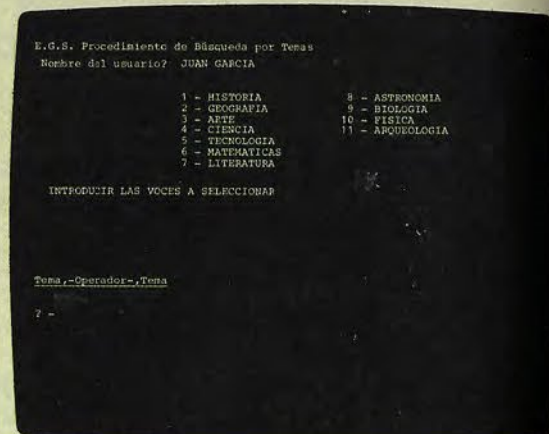 E.G.S. Procedimiento de Búsqueda por Temas
Nombre del usuario? JUAN GARCIA
1 - HISTORIA
2 - GEOGRAFIA
3 - ARTE
4 - CIENCIA
5 - TECNOLOGIA
6 - MATEMATICAS
7 - LITERATURA
8 - ASTRONOMIA
9 - BIOLOGIA
10 - FISICA
11 - ARQUEOLOGIA
INTRODUCIR LAS VOCES A SELECCIONAR
Tema,-Operador-,Tema
? -